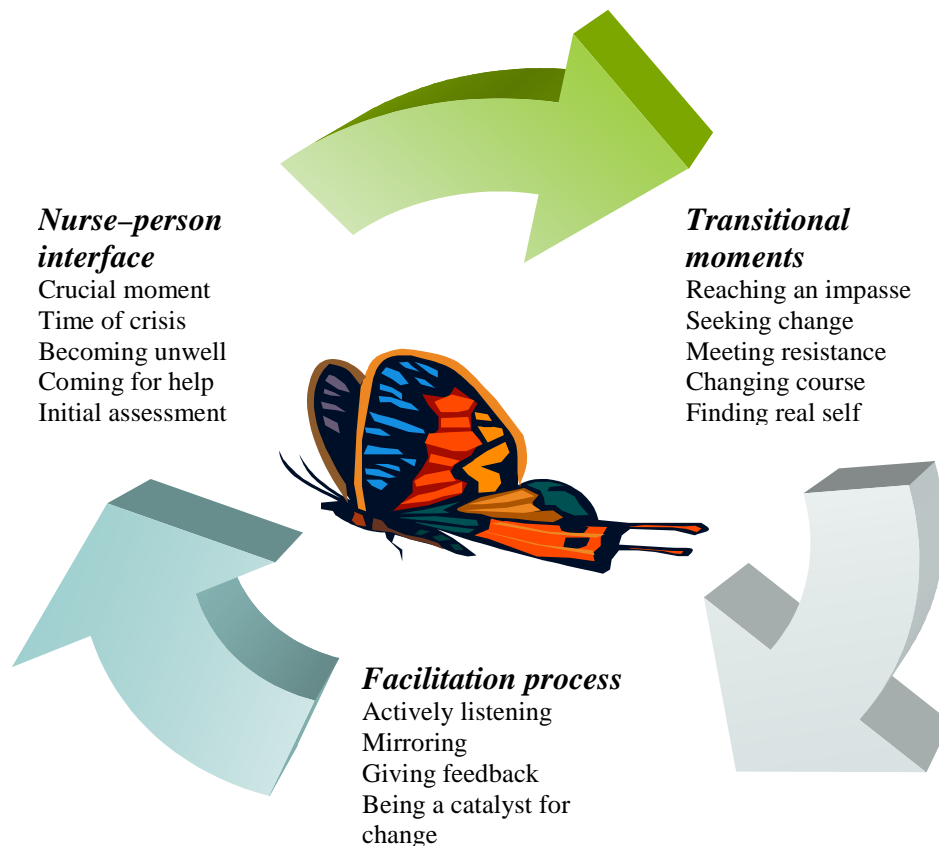 Nurse–person
interface
Crucial moment
Time of crisis
Becoming unwell
Coming for help
Initial assessment
Transitional
moments
Reaching an impasse
Seeking change
Meeting resistance
Changing course
Finding real self
Facilitation process
Actively listening
Mirroring
Giving feedback
Being a catalyst for
change